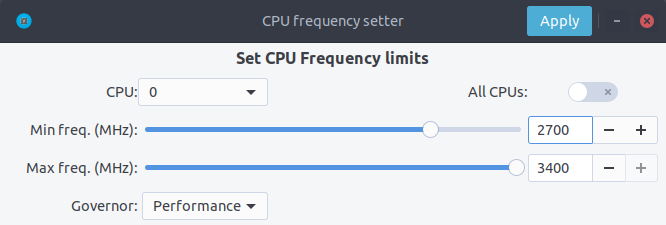 CPU frequency setter Apply
Set CPU Frequency limits
CPU: 0 All CPUs:
Min freq. (MHz): 2700
Max freq. (MHz): 3400
Governor: Performance